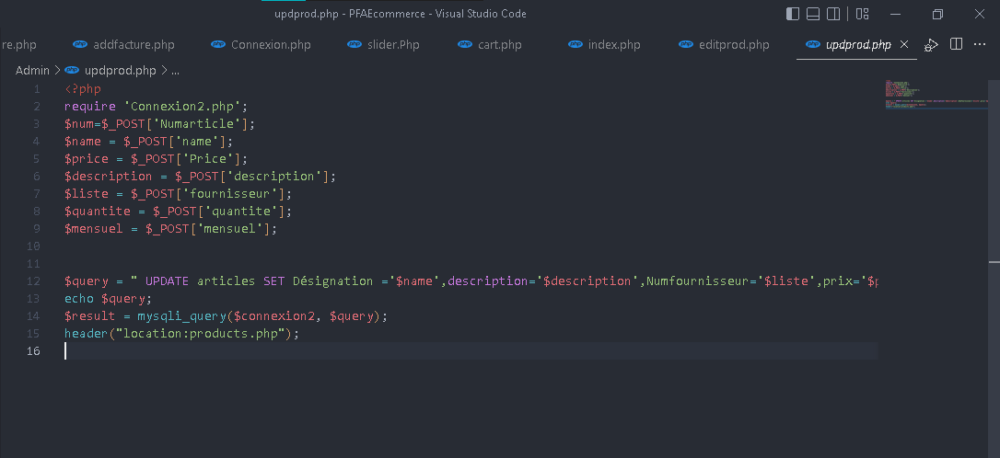 updprod.php - PFAEcommerce - Visual Studio Code
re.php addfacture.php Connexion.php slider.Php cart.php index.php editprod.php updprod.php
Admin > updprod.php > ...
1 <?php
2 require 'Connexion2.php';
3 $num=$_POST['Numarticle'];
4 $name = $_POST['name'];
5 $price = $_POST['Price'];
6 $description = $_POST['description'];
7 $liste = $_POST['fournisseur'];
8 $quantite = $_POST['quantite'];
9 $mensuel = $_POST['mensuel'];
10
11
12 $query = " UPDATE articles SET Désignation ='$name',description='$description',Numfournisseur='$liste',prix='$p
13 echo $query;
14 $result = mysqli_query($connexion2, $query);
15 header("location:products.php");
16